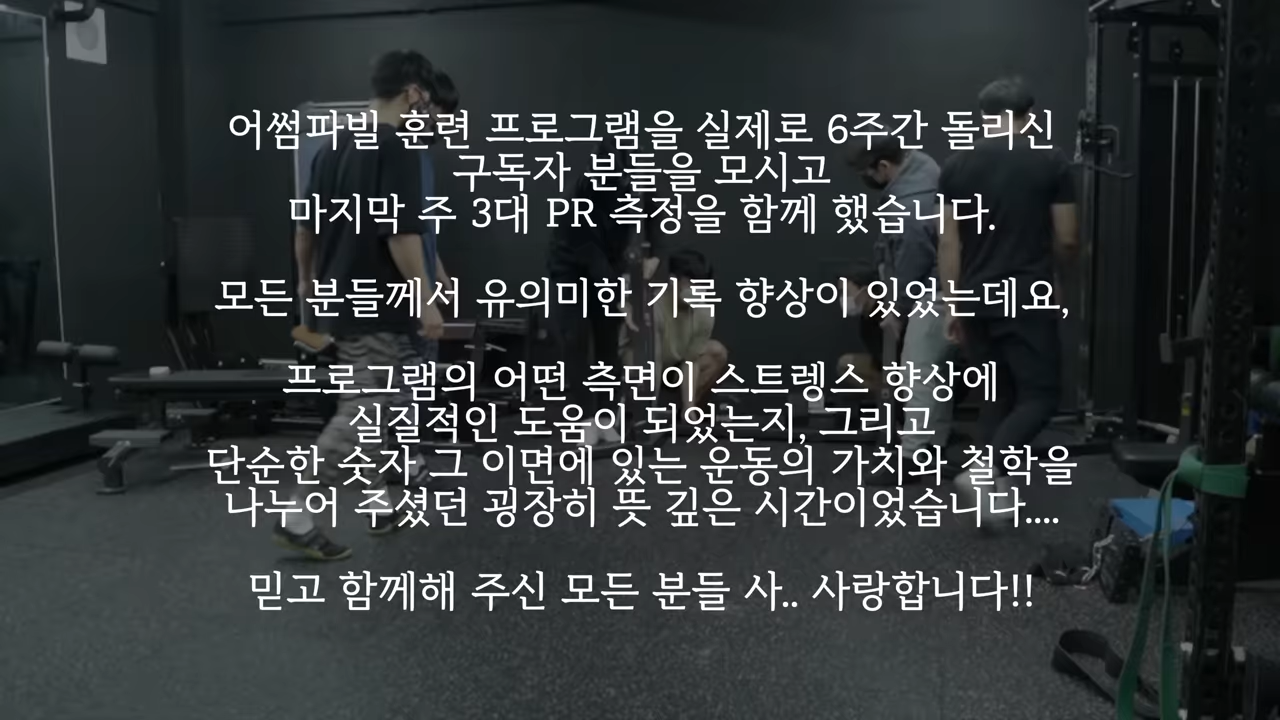 어썸파빌 훈련 프로그램을 실제로 6주간 돌리신
구독자 분들을 모시고
마지막 주 3대 PR 측정을 함께 했습니다.
모든 분들께서 유의미한 기록 향상이 있었는데요,
프로그램의 어떤 측면이 스트렝스 향상에
실질적인 도움이 되었는지, 그리고
단순한 숫자 그 이면에 있는 운동의 가치와 철학을
나누어 주셨던 굉장히 뜻 깊은 시간이었습니다....
믿고 함께해 주신 모든 분들 사.. 사랑합니다!!